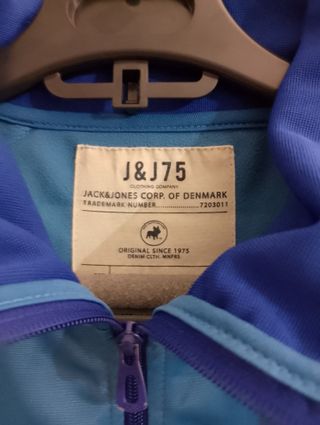 J&J75
CLOTHING COMPANY
JACK&JONES CORP. OF DENMARK
TRADEMARK NUMBER..............7203011
ORIGINAL SINCE 1975
DENIM CLTH. MNFRS